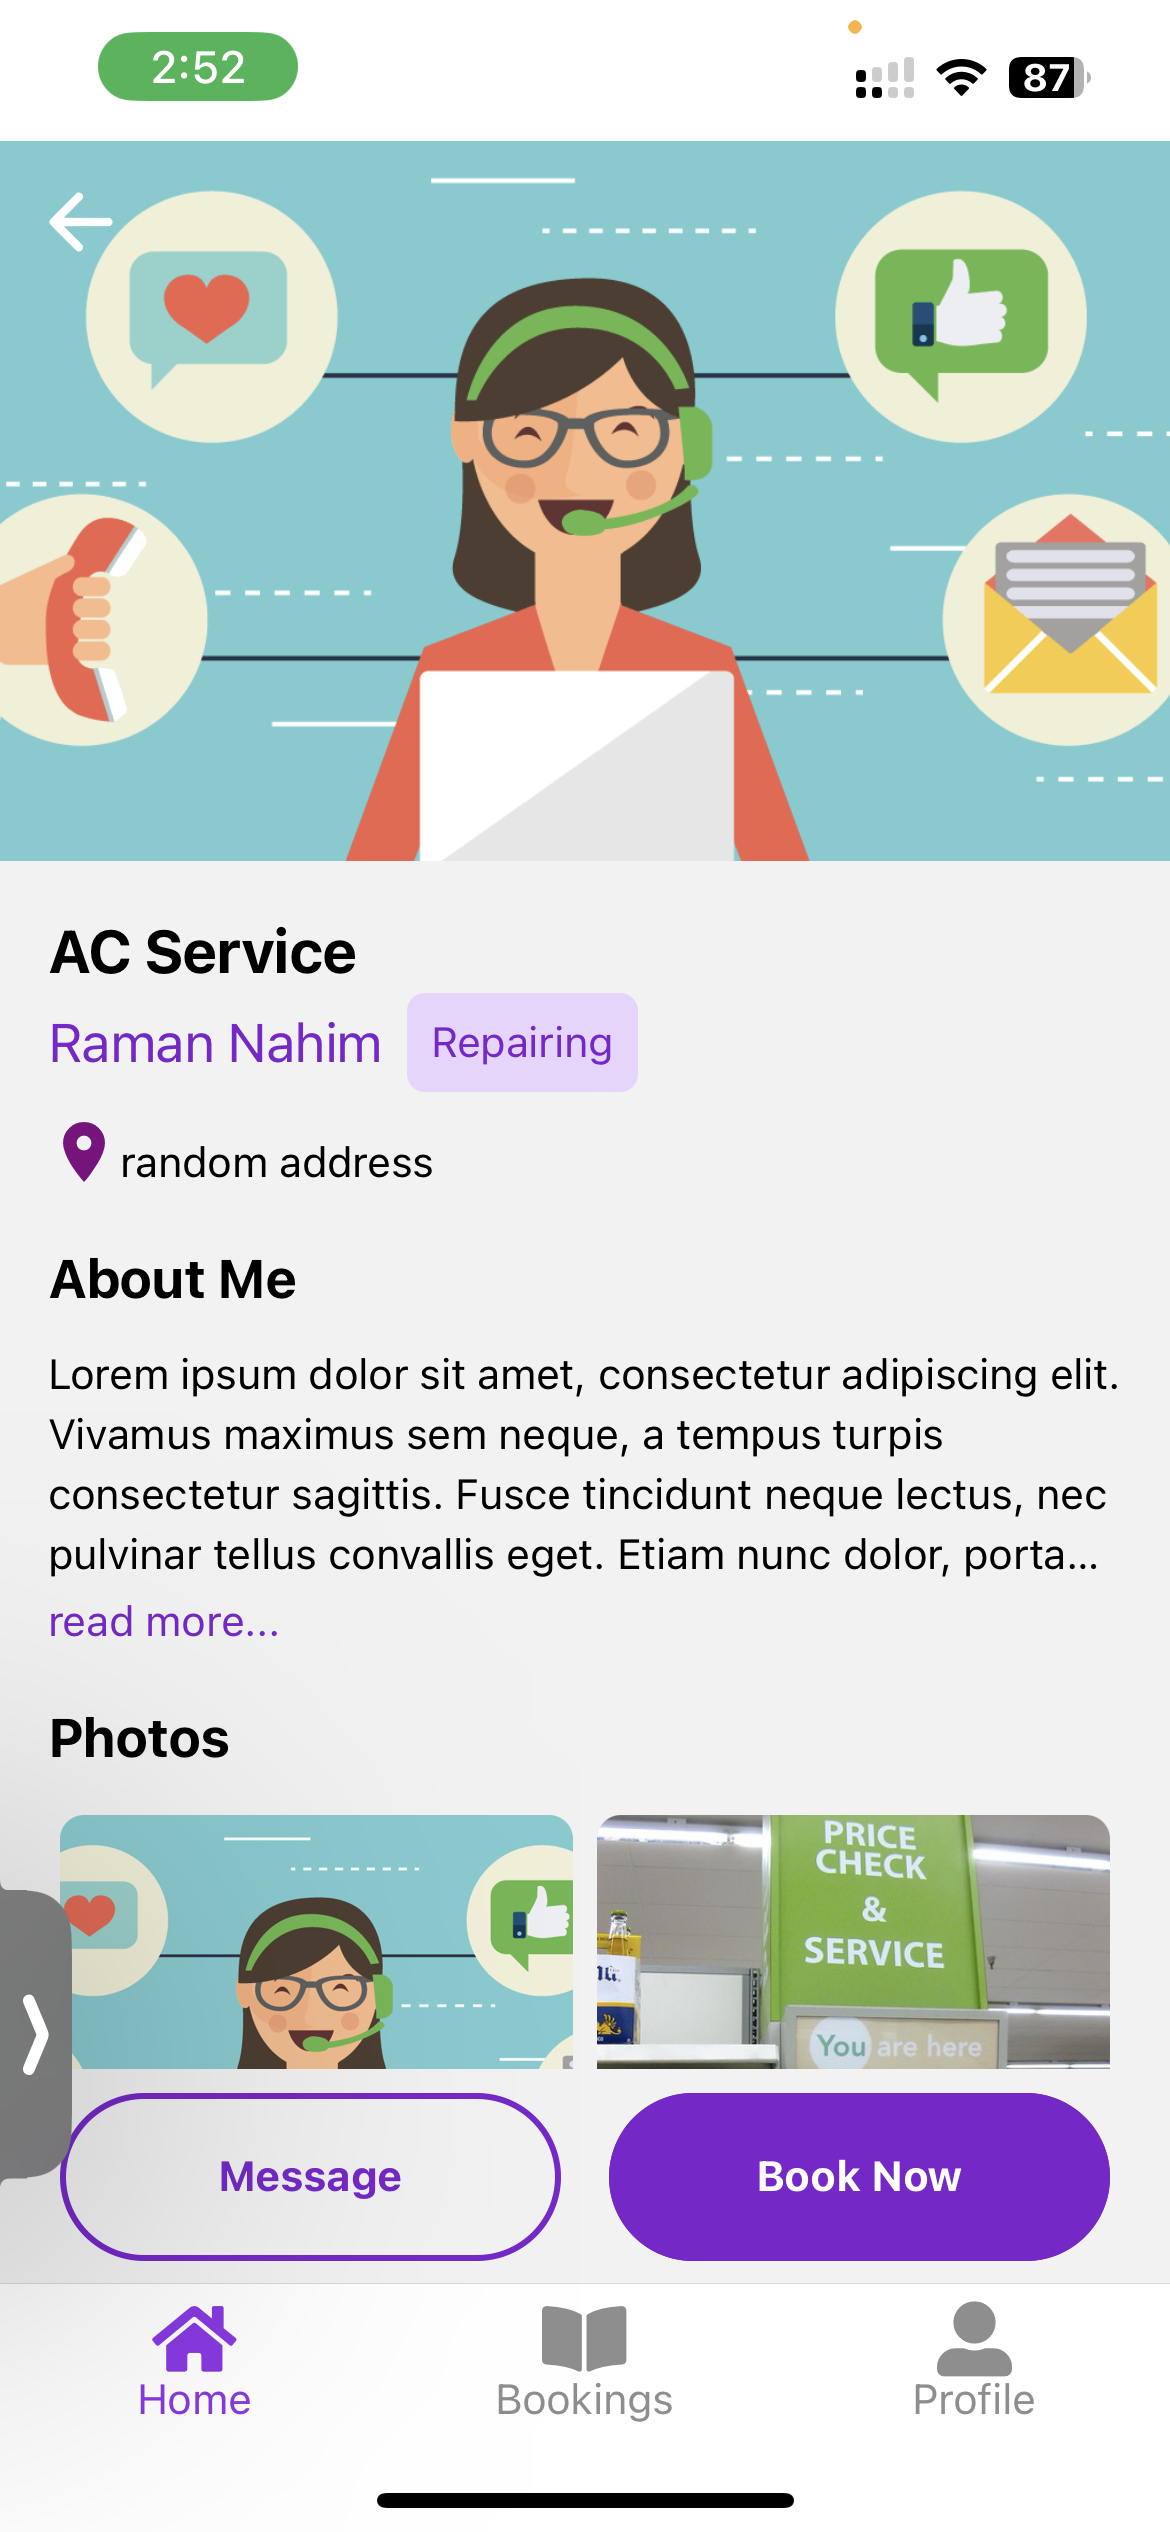 2:52
87
AC Service
Raman Nahim
Repairing
random address
About Me
Lorem ipsum dolor sit amet, consectetur adipiscing elit.
Vivamus maximus sem neque, a tempus turpis
consectetur sagittis. Fusce tincidunt neque lectus, nec
pulvinar tellus convallis eget. Etiam nunc dolor, porta...
read more...
Photos
PRICE
CHECK
&
SERVICE
You are here
Message
Book Now
Home
Bookings
Profile